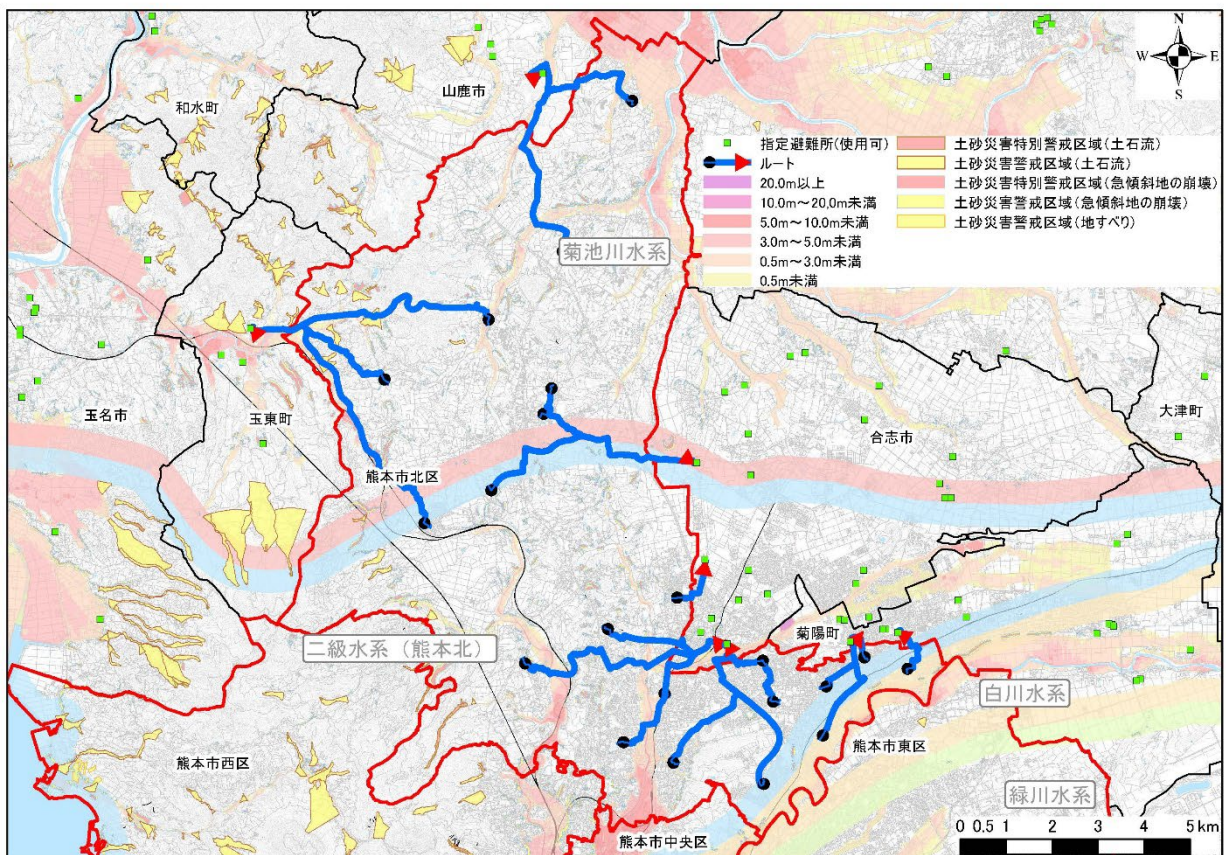 N
W
E
S
山鹿市
和水町
指定避難所(使用可)
ルート
20.0m以上
10.0m～20.0m未満
5.0m～10.0m未満
3.0m～5.0m未満
0.5m～3.0m未満
0.5m未満
土砂災害特別警戒区域(土石流)
土砂災害警戒区域(土石流)
土砂災害特別警戒区域(急傾斜地の崩壊)
土砂災害警戒区域(急傾斜地の崩壊)
土砂災害警戒区域(地すべり)
菊池川水系
玉名市
玉東町
合志市
大津町
熊本市北区
二級水系（熊本北）
菊陽町
白川水系
熊本市西区
熊本市東区
緑川水系
熊本市中央区
0 0.5 1 2 3 4 5 km